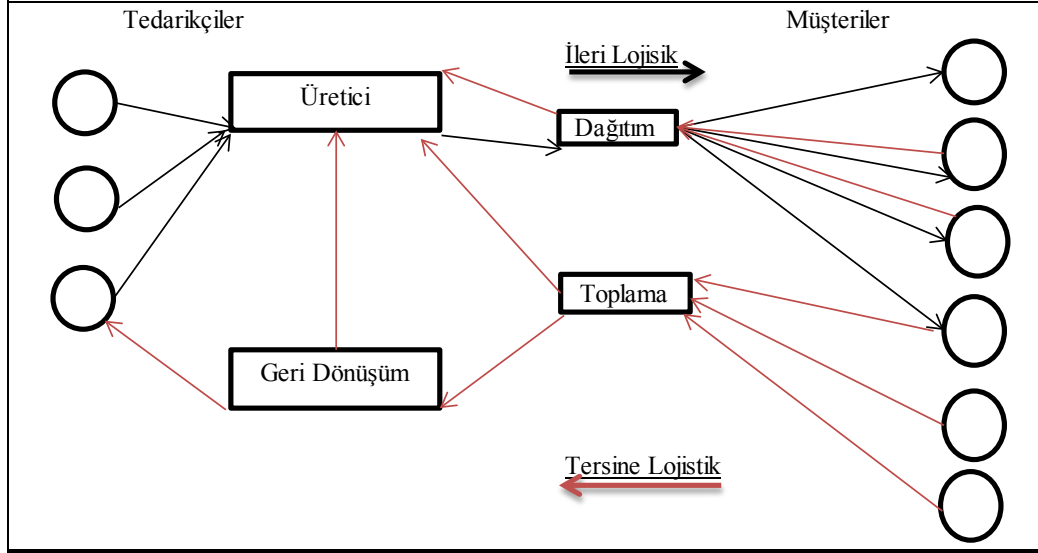 Tedarikçiler
Müşteriler
İleri Lojisik
Üretici
Dağıtım
Toplama
Geri Dönüşüm
Tersine Lojistik